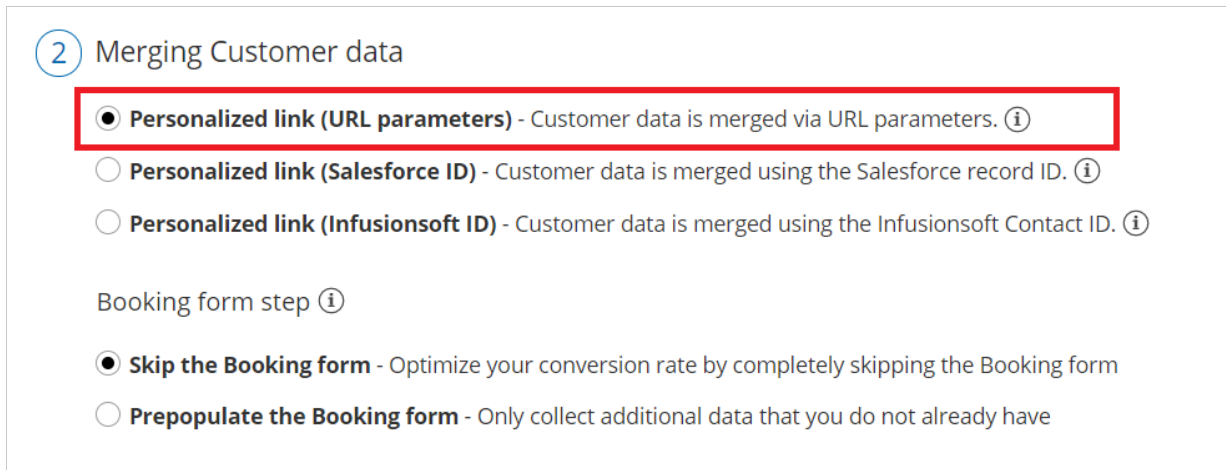 2 Merging Customer data
Personalized link (URL parameters) - Customer data is merged via URL parameters. i
Personalized link (Salesforce ID) - Customer data is merged using the Salesforce record ID. i
Personalized link (Infusionsoft ID) - Customer data is merged using the Infusionsoft Contact ID. i
Booking form step i
Skip the Booking form - Optimize your conversion rate by completely skipping the Booking form
Prepopulate the Booking form - Only collect additional data that you do not already have